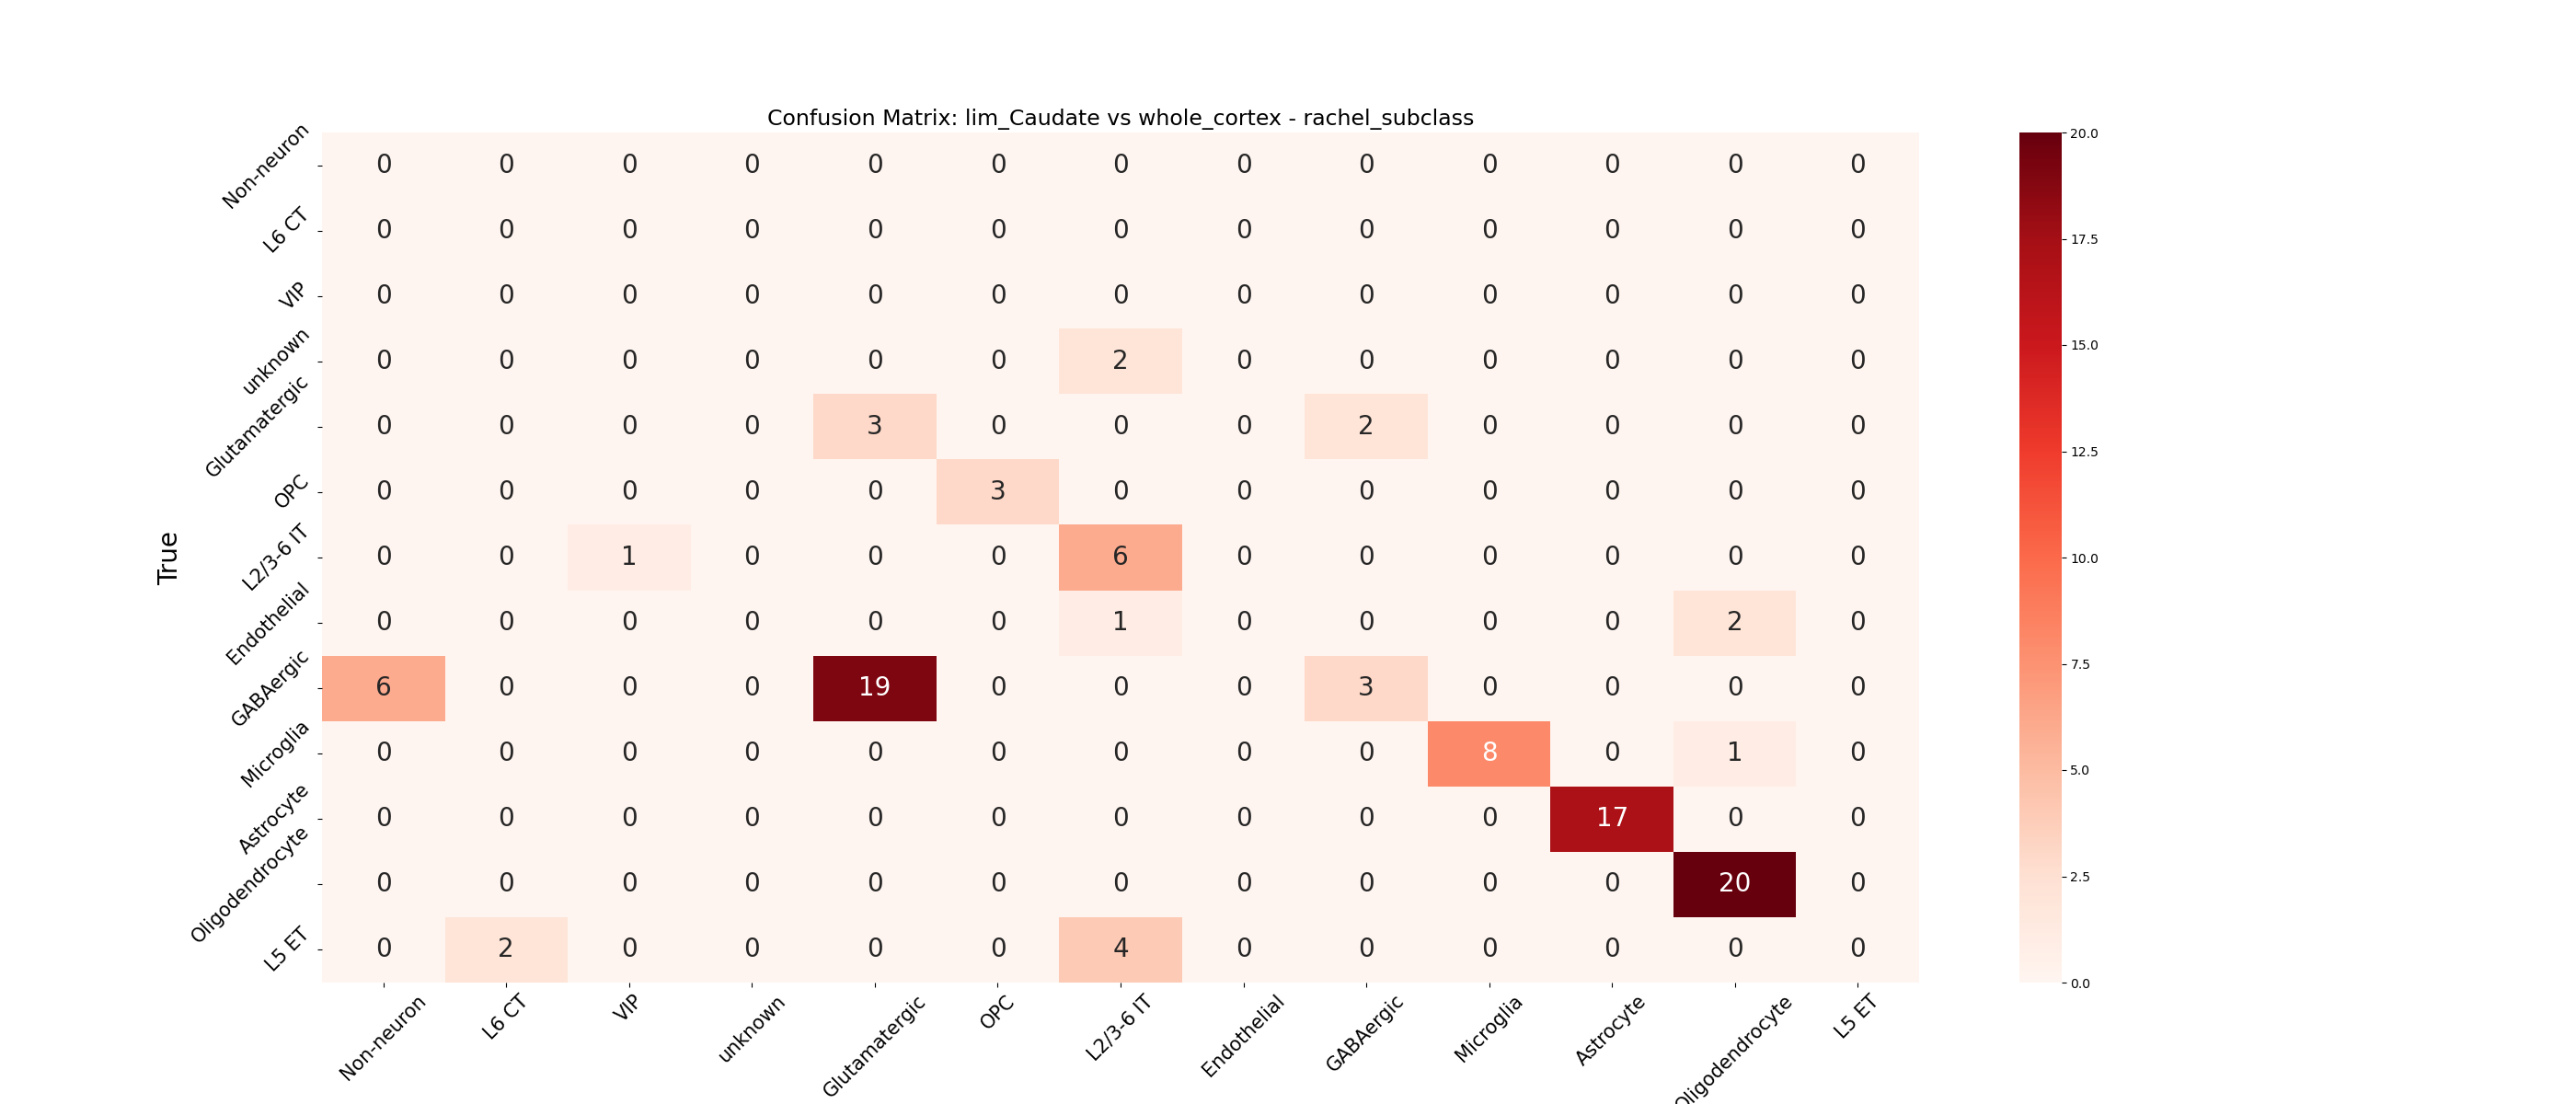 Confusion Matrix: lim_Caudate vs whole_cortex - rachel_subclass
True
Non-neuron 0 0 0 0 0 0 0 0 0 0 0 0 0
L6 CT 0 0 0 0 0 0 0 0 0 0 0 0 0
VIP 0 0 0 0 0 0 0 0 0 0 0 0 0
unknown 0 0 0 0 0 0 2 0 0 0 0 0 0
Glutamatergic 0 0 0 0 3 0 0 0 2 0 0 0 0
OPC 0 0 0 0 0 3 0 0 0 0 0 0 0
L2/3-6 IT 0 0 1 0 0 0 6 0 0 0 0 0 0
Endothelial 0 0 0 0 0 0 1 0 0 0 0 2 0
GABAergic 6 0 0 0 19 0 0 0 3 0 0 0 0
Microglia 0 0 0 0 0 0 0 0 0 8 0 1 0
Astrocyte 0 0 0 0 0 0 0 0 0 0 17 0 0
Oligodendrocyte 0 0 0 0 0 0 0 0 0 0 0 20 0
L5 ET 0 2 0 0 0 0 4 0 0 0 0 0 0
Non-neuron L6 CT VIP unknown Glutamatergic OPC L2/3-6 IT Endothelial GABAergic Microglia Astrocyte Oligodendrocyte L5 ET
20.0
17.5
15.0
12.5
10.0
7.5
5.0
2.5
0.0